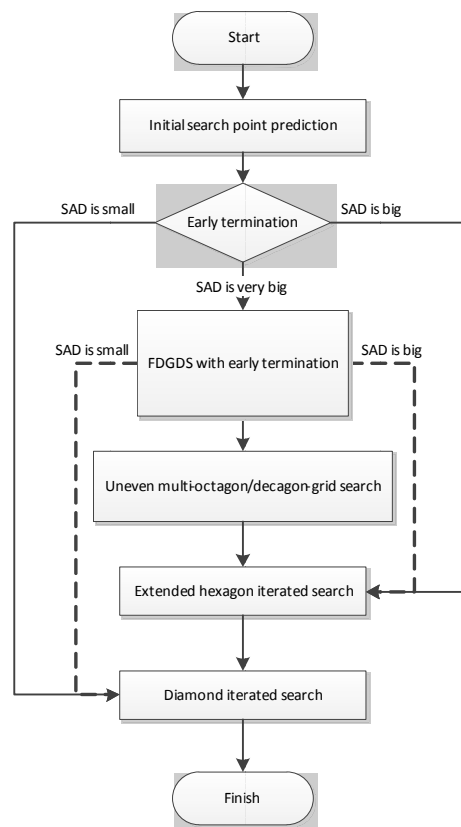 Start
Initial search point prediction
SAD is small
Early termination
SAD is big
SAD is very big
SAD is small
FDGDS with early termination
SAD is big
Uneven multi-octagon/decagon-grid search
Extended hexagon iterated search
Diamond iterated search
Finish